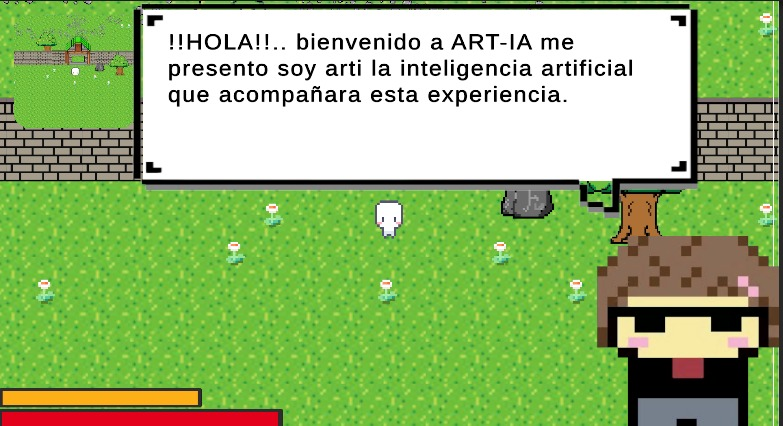 !!HOLA!!.. bienvenido a ART-IA me
presento soy arti la inteligencia artificial
que acompañara esta experiencia.